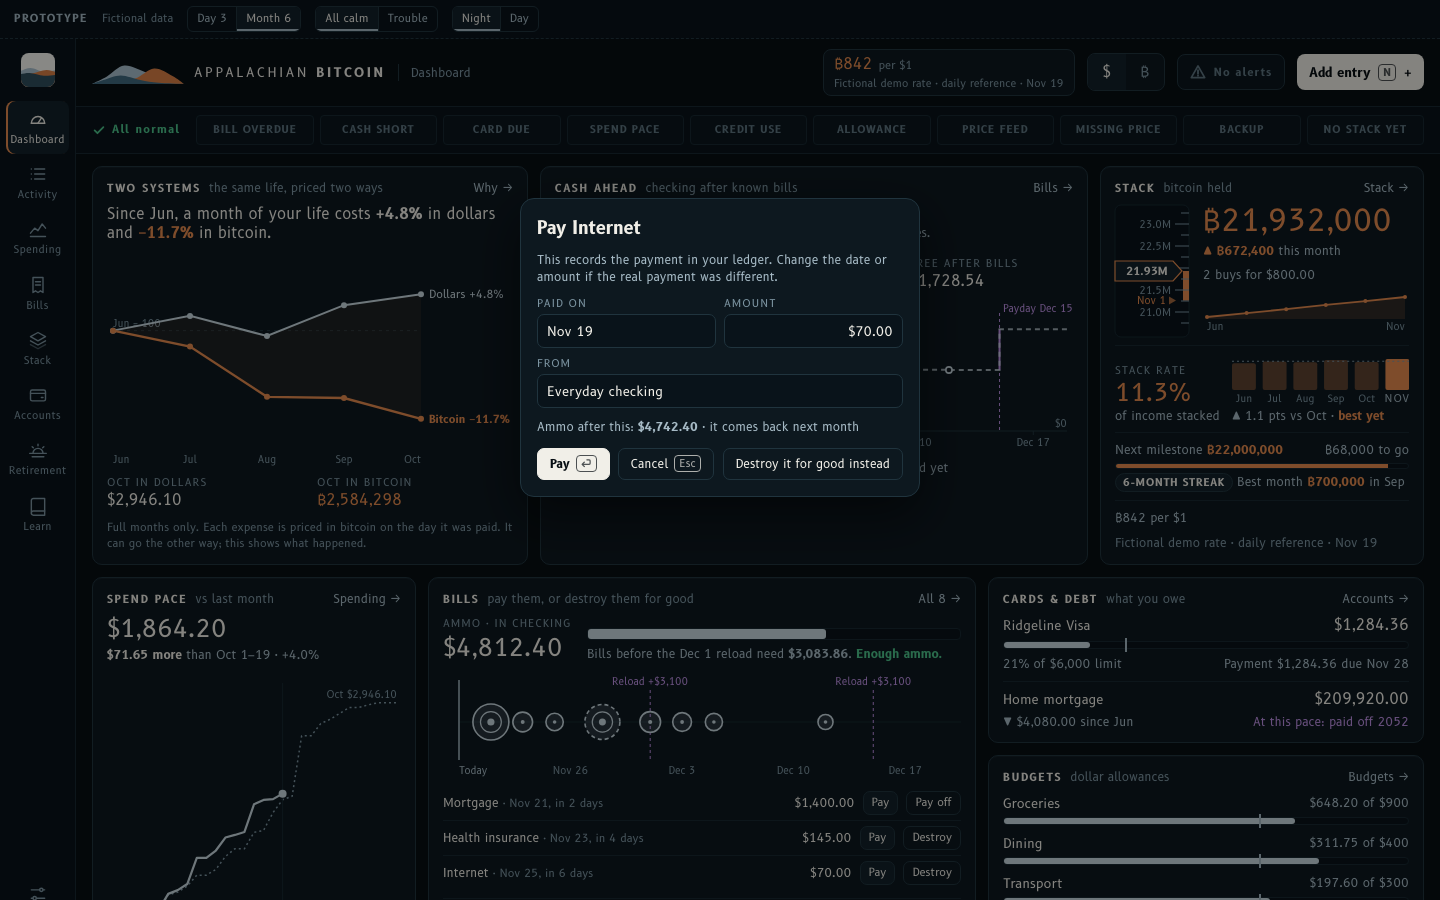 PROTOTYPE Fictional data Day 3 Month 6 All calm Trouble Night Day
APPALACHIAN BITCOIN Dashboard
฿842 per $1
Fictional demo rate · daily reference · Nov 19
$ ฿
No alerts
Add entry N +
Dashboard
Activity
Spending
Bills
Stack
Accounts
Retirement
Learn
All normal BILL OVERDUE CASH SHORT CARD DUE SPEND PACE CREDIT USE ALLOWANCE PRICE FEED MISSING PRICE BACKUP NO STACK YET
TWO SYSTEMS the same life, priced two ways Why →
Since Jun, a month of your life costs +4.8% in dollars
and −11.7% in bitcoin.
Jun = 100
Dollars +4.8%
Bitcoin −11.7%
Jun Jul Aug Sep Oct
OCT IN DOLLARS
$2,946.10
OCT IN BITCOIN
฿2,584,298
Full months only. Each expense is priced in bitcoin on the day it was paid. It
can go the other way; this shows what happened.
CASH AHEAD checking after known bills Bills →
s.
REE AFTER BILLS
1,728.54
Payday Dec 15
$0
10 Dec 17
d yet
Pay Internet
This records the payment in your ledger. Change the date or
amount if the real payment was different.
PAID ON AMOUNT
Nov 19 $70.00
FROM
Everyday checking
Ammo after this: $4,742.40 · it comes back next month
Pay ⏎ Cancel Esc Destroy it for good instead
STACK bitcoin held Stack →
23.0M
22.5M
21.93M
21.5M
Nov 1
21.0M
฿21,932,000
▲ ฿672,400 this month
2 buys for $800.00
Jun Nov
STACK RATE
11.3%
of income stacked
Jun Jul Aug Sep Oct NOV
▲ 1.1 pts vs Oct · best yet
Next milestone ฿22,000,000 ฿68,000 to go
6-MONTH STREAK Best month ฿700,000 in Sep
฿842 per $1
Fictional demo rate · daily reference · Nov 19
SPEND PACE vs last month Spending →
$1,864.20
$71.65 more than Oct 1–19 · +4.0%
Oct $2,946.10
BILLS pay them, or destroy them for good All 8 →
AMMO · IN CHECKING
$4,812.40
Bills before the Dec 1 reload need $3,083.86. Enough ammo.
Reload +$3,100 Reload +$3,100
Today Nov 26 Dec 3 Dec 10 Dec 17
Mortgage · Nov 21, in 2 days $1,400.00 Pay Pay off
Health insurance · Nov 23, in 4 days $145.00 Pay Destroy
Internet · Nov 25, in 6 days $70.00 Pay Destroy
CARDS & DEBT what you owe Accounts →
Ridgeline Visa $1,284.36
21% of $6,000 limit Payment $1,284.36 due Nov 28
Home mortgage $209,920.00
▼ $4,080.00 since Jun At this pace: paid off 2052
BUDGETS dollar allowances Budgets →
Groceries $648.20 of $900
Dining $311.75 of $400
Transport $197.60 of $300